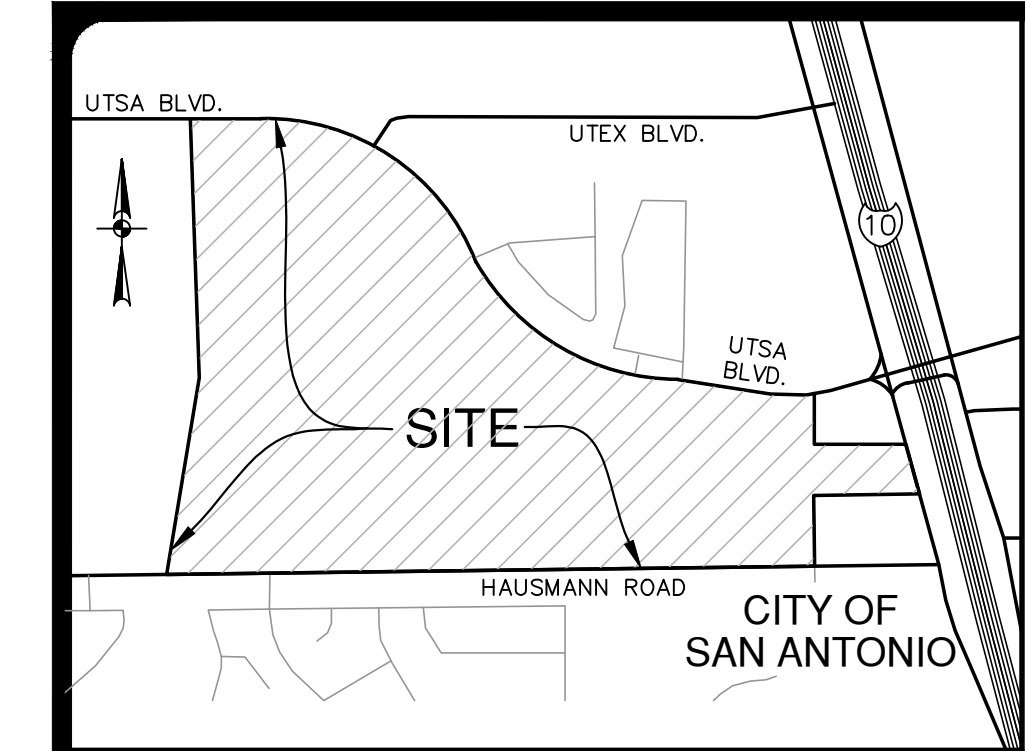 UTSA BLVD.
UTEX BLVD.
10
UTSA
BLVD.
SITE
HAUSMANN ROAD
CITY OF
SAN ANTONIO